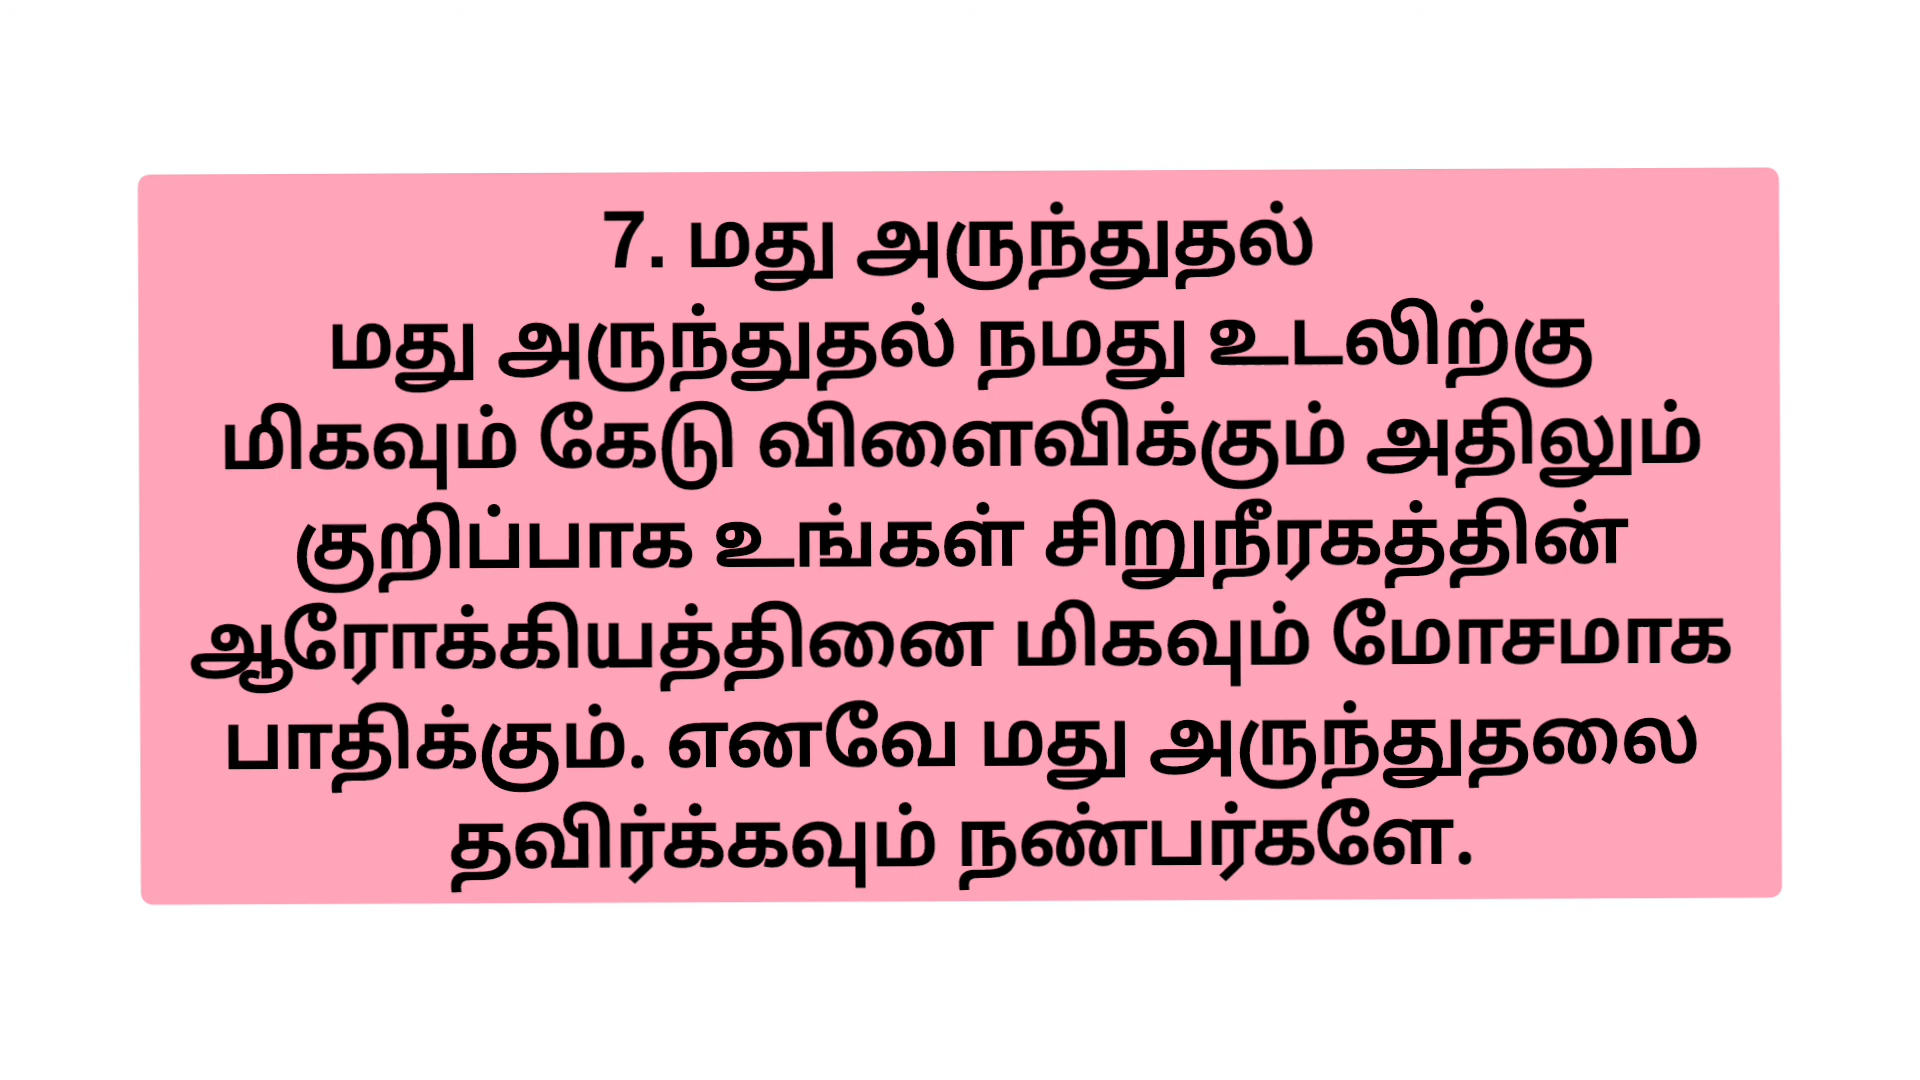 7. மது அருந்துதல்
மது அருந்துதல் நமது உடலிற்கு
மிகவும் கேடு விளைவிக்கும் அதிலும்
குறிப்பாக உங்கள் சிறுநீரகத்தின்
ஆரோக்கியத்தினை மிகவும் மோசமாக
பாதிக்கும். எனவே மது அருந்துதலை
தவிர்க்கவும் நண்பர்களே.